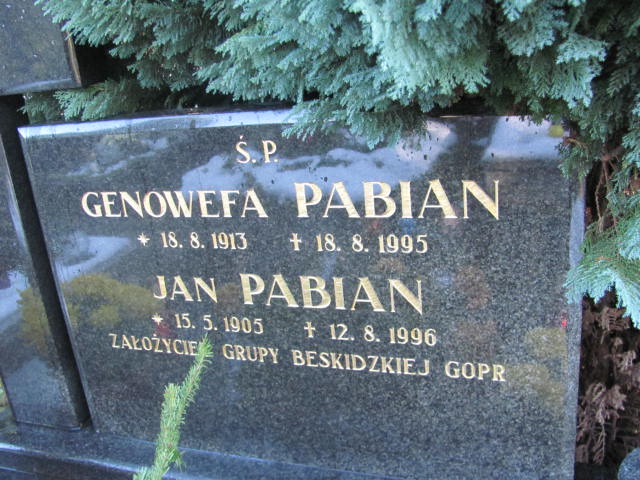 Ś.P.
GENOWEFA PABIAN
* 18.8.1913 ✝ 18.8.1995
JAN PABIAN
* 15.5.1905 ✝ 12.8.1996
ZAŁOŻYCIEL GRUPY BESKIDZKIEJ GOPR